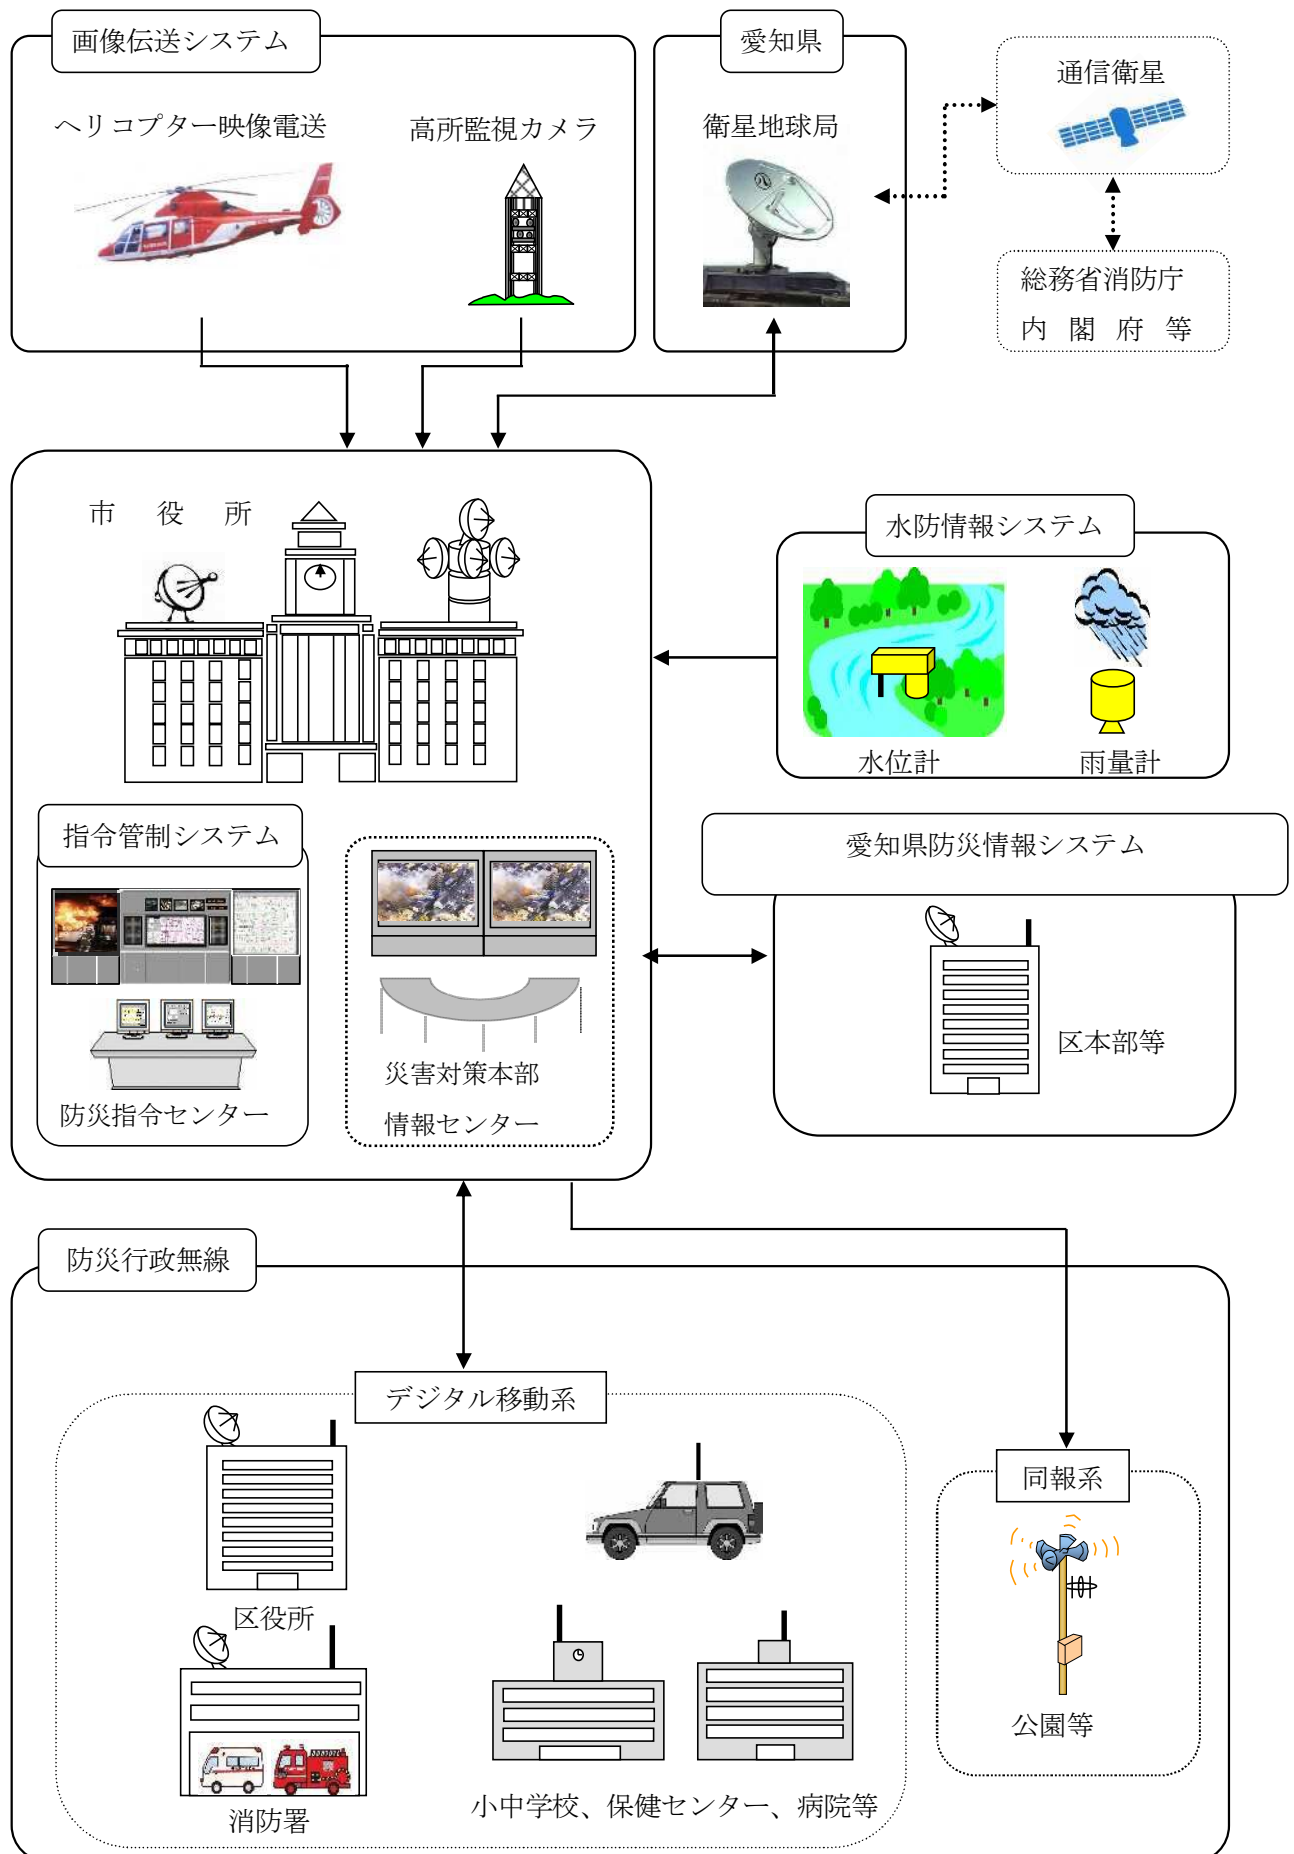 画像伝送システム
ヘリコプター映像電送
高所監視カメラ
愛知県
衛星地球局
通信衛星
総務省消防庁
内閣府等
市役所
水防情報システム
水位計
雨量計
指令管制システム
防災指令センター
災害対策本部
情報センター
愛知県防災情報システム
区本部等
防災行政無線
デジタル移動系
区役所
消防署
小中学校、保健センター、病院等
同報系
公園等